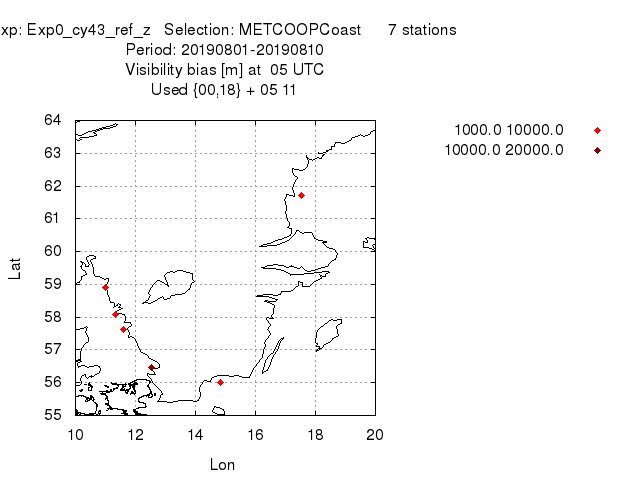 xp: Exp0_cy43_ref_z Selection: METCOOPCoast 7 stations
Period: 20190801-20190810
Visibility bias [m] at 05 UTC
Used {00,18} + 05 11
1000.0 10000.0
10000.0 20000.0
64
63
62
61
60
59
58
57
56
55
Lat
10 12 14 16 18 20
Lon